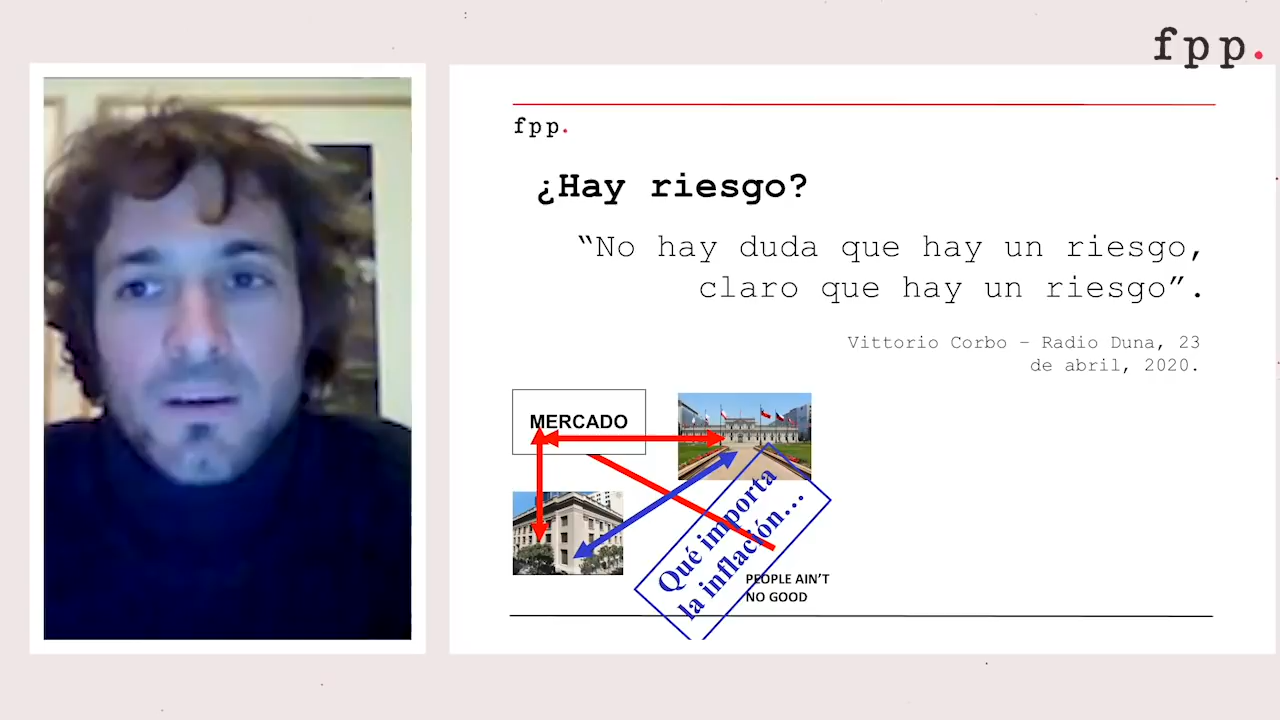 fpp.
fpp.
¿Hay riesgo?
“No hay duda que hay un riesgo,
claro que hay un riesgo”.
Vittorio Corbo – Radio Duna, 23
de abril, 2020.
MERCADO
Qué importa
la inflación...
PEOPLE AIN’T
NO GOOD